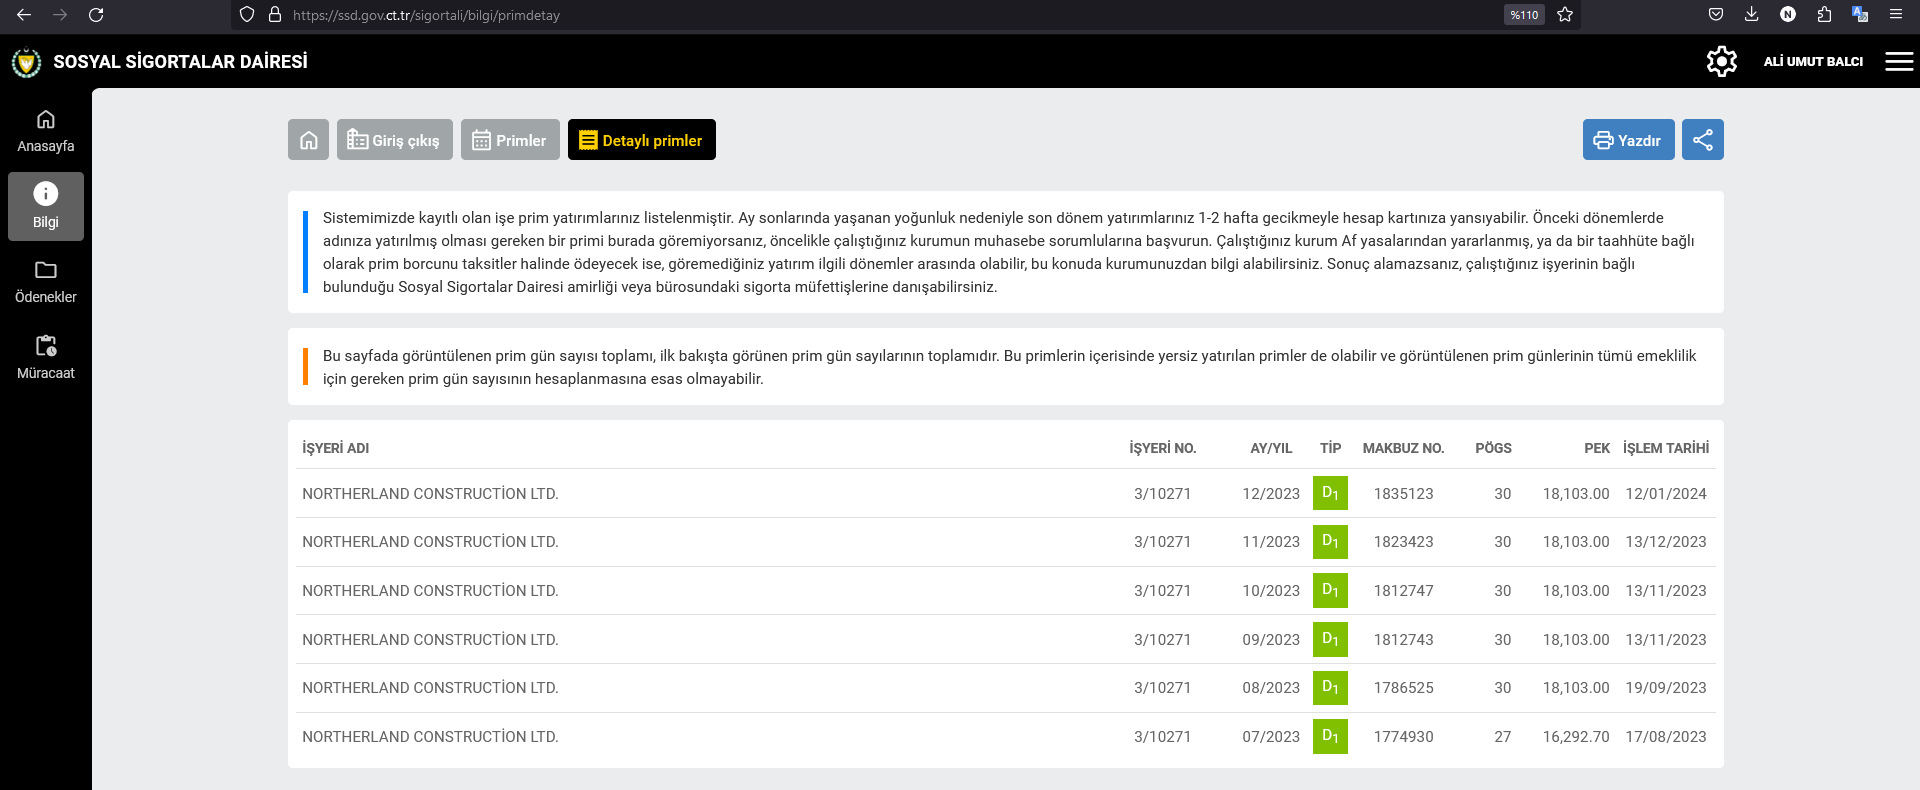 https://ssd.gov.ct.tr/sigortali/bilgi/primdetay
%110
SOSYAL SİGORTALAR DAİRESİ
ALİ UMUT BALCI
Anasayfa
Bilgi
Ödenekler
Müracaat
Giriş çıkış
Primler
Detaylı primler
Yazdır
Sistemimizde kayıtlı olan işe prim yatırımlarınız listelenmiştir. Ay sonlarında yaşanan yoğunluk nedeniyle son dönem yatırımlarınız 1-2 hafta gecikmeyle hesap kartınıza yansıyabilir. Önceki dönemlerde
adınıza yatırılmış olması gereken bir primi burada göremiyorsanız, öncelikle çalıştığınız kurumun muhasebe sorumlularına başvurun. Çalıştığınız kurum Af yasalarından yararlanmış, ya da bir taahhüte bağlı
olarak prim borcunu taksitler halinde ödeyecek ise, göremediğiniz yatırım ilgili dönemler arasında olabilir, bu konuda kurumunuzdan bilgi alabilirsiniz. Sonuç alamazsanız, çalıştığınız işyerinin bağlı
bulunduğu Sosyal Sigortalar Dairesi amirliği veya bürosundaki sigorta müfettişlerine danışabilirsiniz.
Bu sayfada görüntülenen prim gün sayısı toplamı, ilk bakışta görünen prim gün sayılarının toplamıdır. Bu primlerin içerisinde yersiz yatırılan primler de olabilir ve görüntülenen prim günlerinin tümü emeklilik
için gereken prim gün sayısının hesaplanmasına esas olmayabilir.
İŞYERİ ADI İŞYERİ NO. AY/YIL TİP MAKBUZ NO. PÖGS PEK İŞLEM TARİHİ
NORTHERLAND CONSTRUCTİON LTD. 3/10271 12/2023 D1 1835123 30 18,103.00 12/01/2024
NORTHERLAND CONSTRUCTİON LTD. 3/10271 11/2023 D1 1823423 30 18,103.00 13/12/2023
NORTHERLAND CONSTRUCTİON LTD. 3/10271 10/2023 D1 1812747 30 18,103.00 13/11/2023
NORTHERLAND CONSTRUCTİON LTD. 3/10271 09/2023 D1 1812743 30 18,103.00 13/11/2023
NORTHERLAND CONSTRUCTİON LTD. 3/10271 08/2023 D1 1786525 30 18,103.00 19/09/2023
NORTHERLAND CONSTRUCTİON LTD. 3/10271 07/2023 D1 1774930 27 16,292.70 17/08/2023